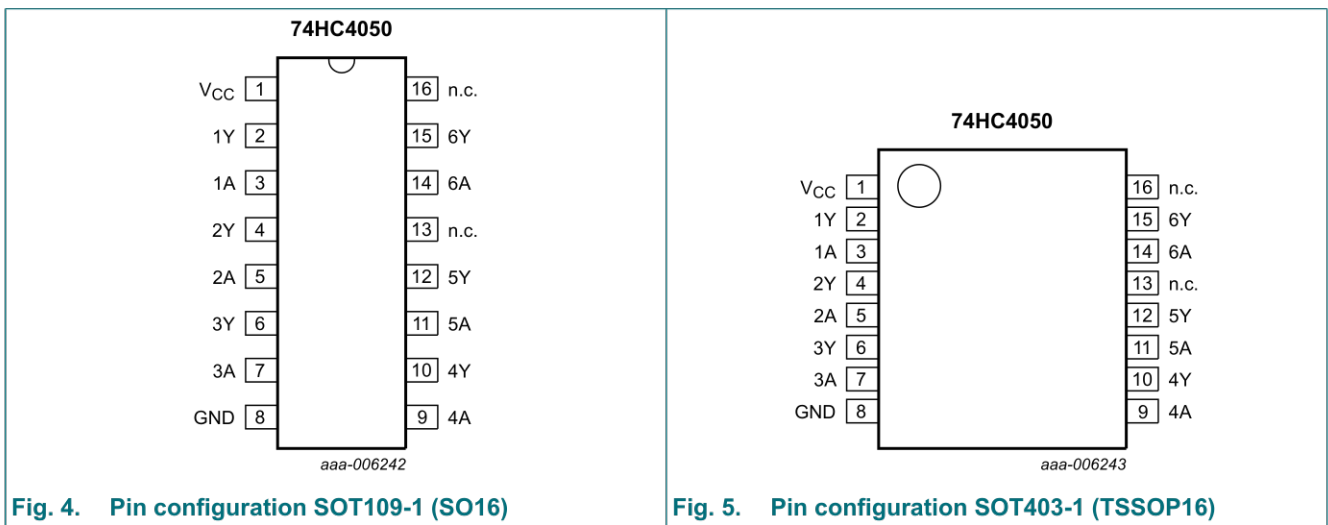 74HC4050
VCC 1 16 n.c.
1Y 2 15 6Y
1A 3 14 6A
2Y 4 13 n.c.
2A 5 12 5Y
3Y 6 11 5A
3A 7 10 4Y
GND 8 9 4A
aaa-006242
Fig. 4. Pin configuration SOT109-1 (SO16)
74HC4050
VCC 1 16 n.c.
1Y 2 15 6Y
1A 3 14 6A
2Y 4 13 n.c.
2A 5 12 5Y
3Y 6 11 5A
3A 7 10 4Y
GND 8 9 4A
aaa-006243
Fig. 5. Pin configuration SOT403-1 (TSSOP16)